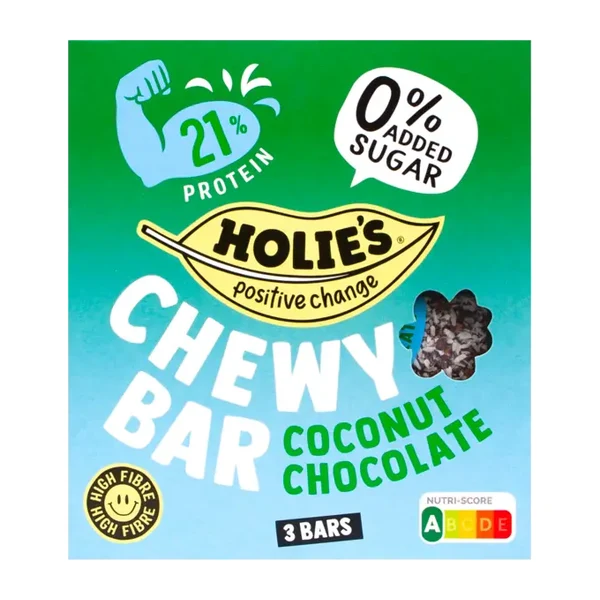 21%
PROTEIN
0%
ADDED
SUGAR
HOLIE'S®
positive change
CHEWY
BAR
COCONUT
CHOCOLATE
HIGH FIBRE
HIGH FIBRE
3 BARS
NUTRI-SCORE
A B C D E